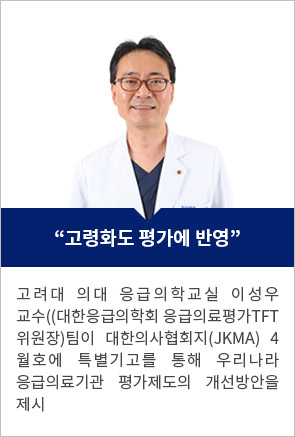 “고령화도 평가에 반영”
고려대 의대 응급의학교실 이성우
교수((대한응급의학회 응급의료평가TFT
위원장)팀이 대한의사협회지(JKMA) 4
월호에 특별기고를 통해 우리나라
응급의료기관 평가제도의 개선방안을
제시